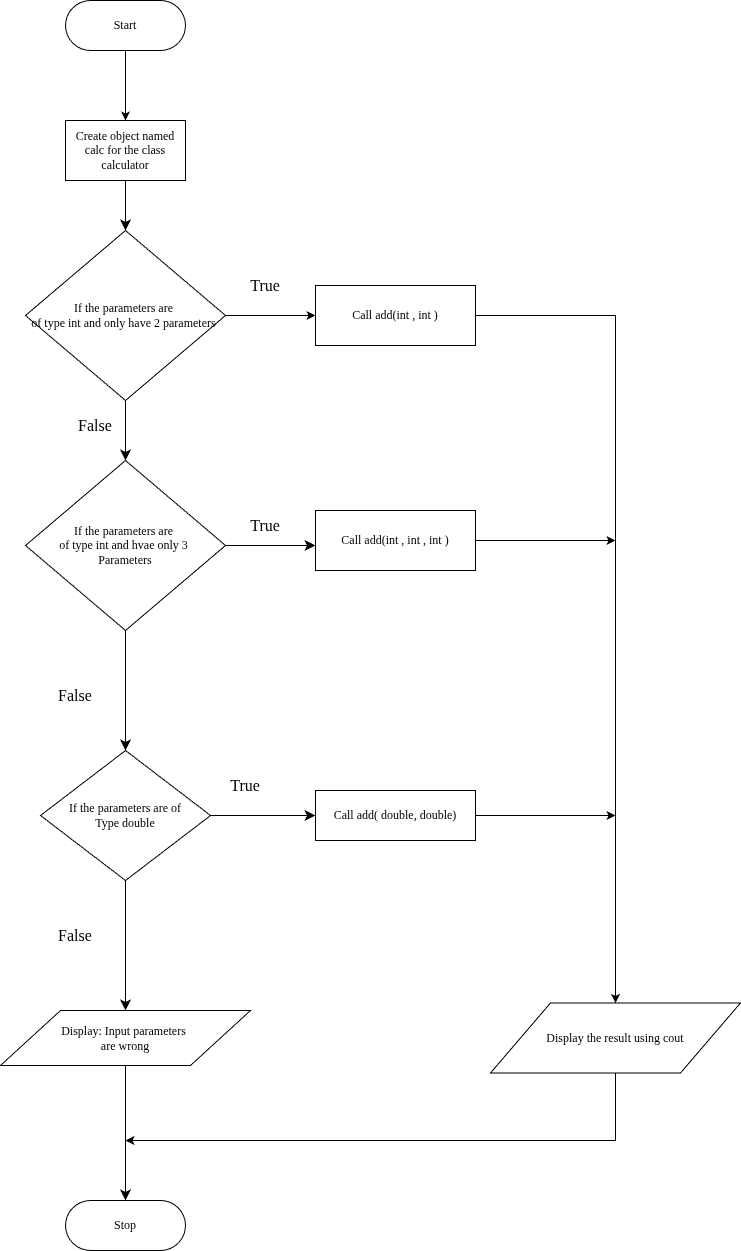 Start
Create object named
calc for the class
calculator
If the parameters are
of type int and only have 2 parameters
True
Call add(int , int )
False
If the parameters are
of type int and hvae only 3
Parameters
True
Call add(int , int , int )
False
If the parameters are of
Type double
True
Call add( double, double)
False
Display: Input parameters
are wrong
Display the result using cout
Stop